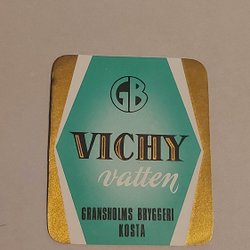 GB
VICHY
vatten
GRANSHOLMS BRYGGERI
KOSTA